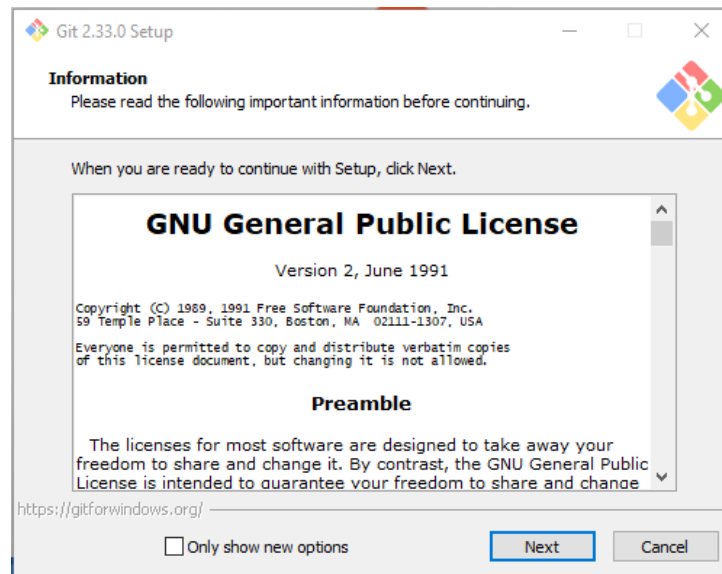 Git 2.33.0 Setup
Information
Please read the following important information before continuing.
When you are ready to continue with Setup, click Next.
GNU General Public License
Version 2, June 1991
Copyright (C) 1989, 1991 Free Software Foundation, Inc.
59 Temple Place - Suite 330, Boston, MA  02111-1307, USA
Everyone is permitted to copy and distribute verbatim copies
of this license document, but changing it is not allowed.
Preamble
The licenses for most software are designed to take away your
freedom to share and change it. By contrast, the GNU General Public
License is intended to guarantee your freedom to share and change
https://gitforwindows.org/
Only show new options
Next
Cancel